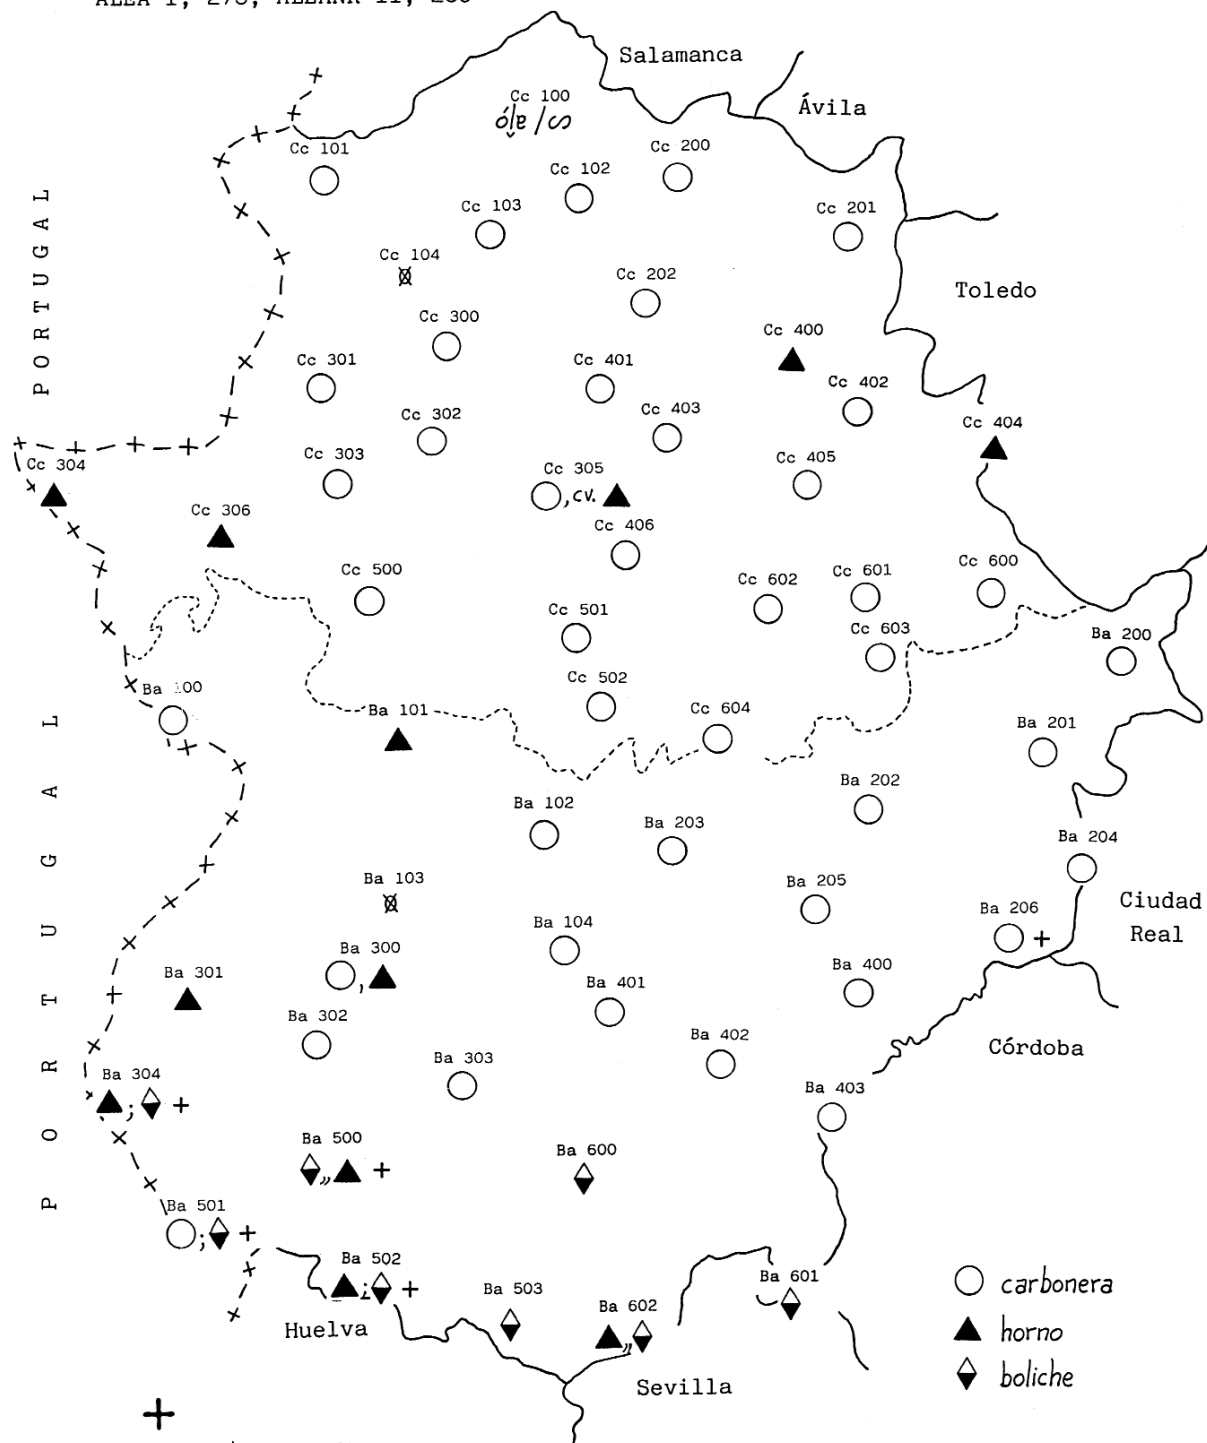 Salamanca
Cc 100
Ávila
Cc 101
Cc 200
Cc 102
Cc 103
Cc 201
Cc 104
Cc 202
Toledo
PORTUGAL
Cc 300
Cc 400
Cc 301
Cc 401
Cc 402
Cc 302
Cc 403
Cc 404
Cc 303
Cc 304
Cc 305
Cc 405
, cv.
Cc 306
Cc 406
Cc 500
Cc 602
Cc 601
Cc 600
Cc 501
Cc 603
Ba 200
Ba 100
Cc 502
Ba 101
Cc 604
Ba 201
PORTUGAL
Ba 102
Ba 202
Ba 203
Ba 204
Ba 103
Ba 205
Ciudad
Real
Ba 104
Ba 206
+
Ba 300
,
Ba 301
Ba 401
Ba 400
Ba 302
Ba 402
Córdoba
Ba 303
Ba 304
; +
Ba 403
Ba 500
,, +
Ba 600
Ba 501
; +
Ba 502
; +
Ba 503
Ba 601
Ba 602
,,
Huelva
Sevilla
carbonera
horno
boliche
+